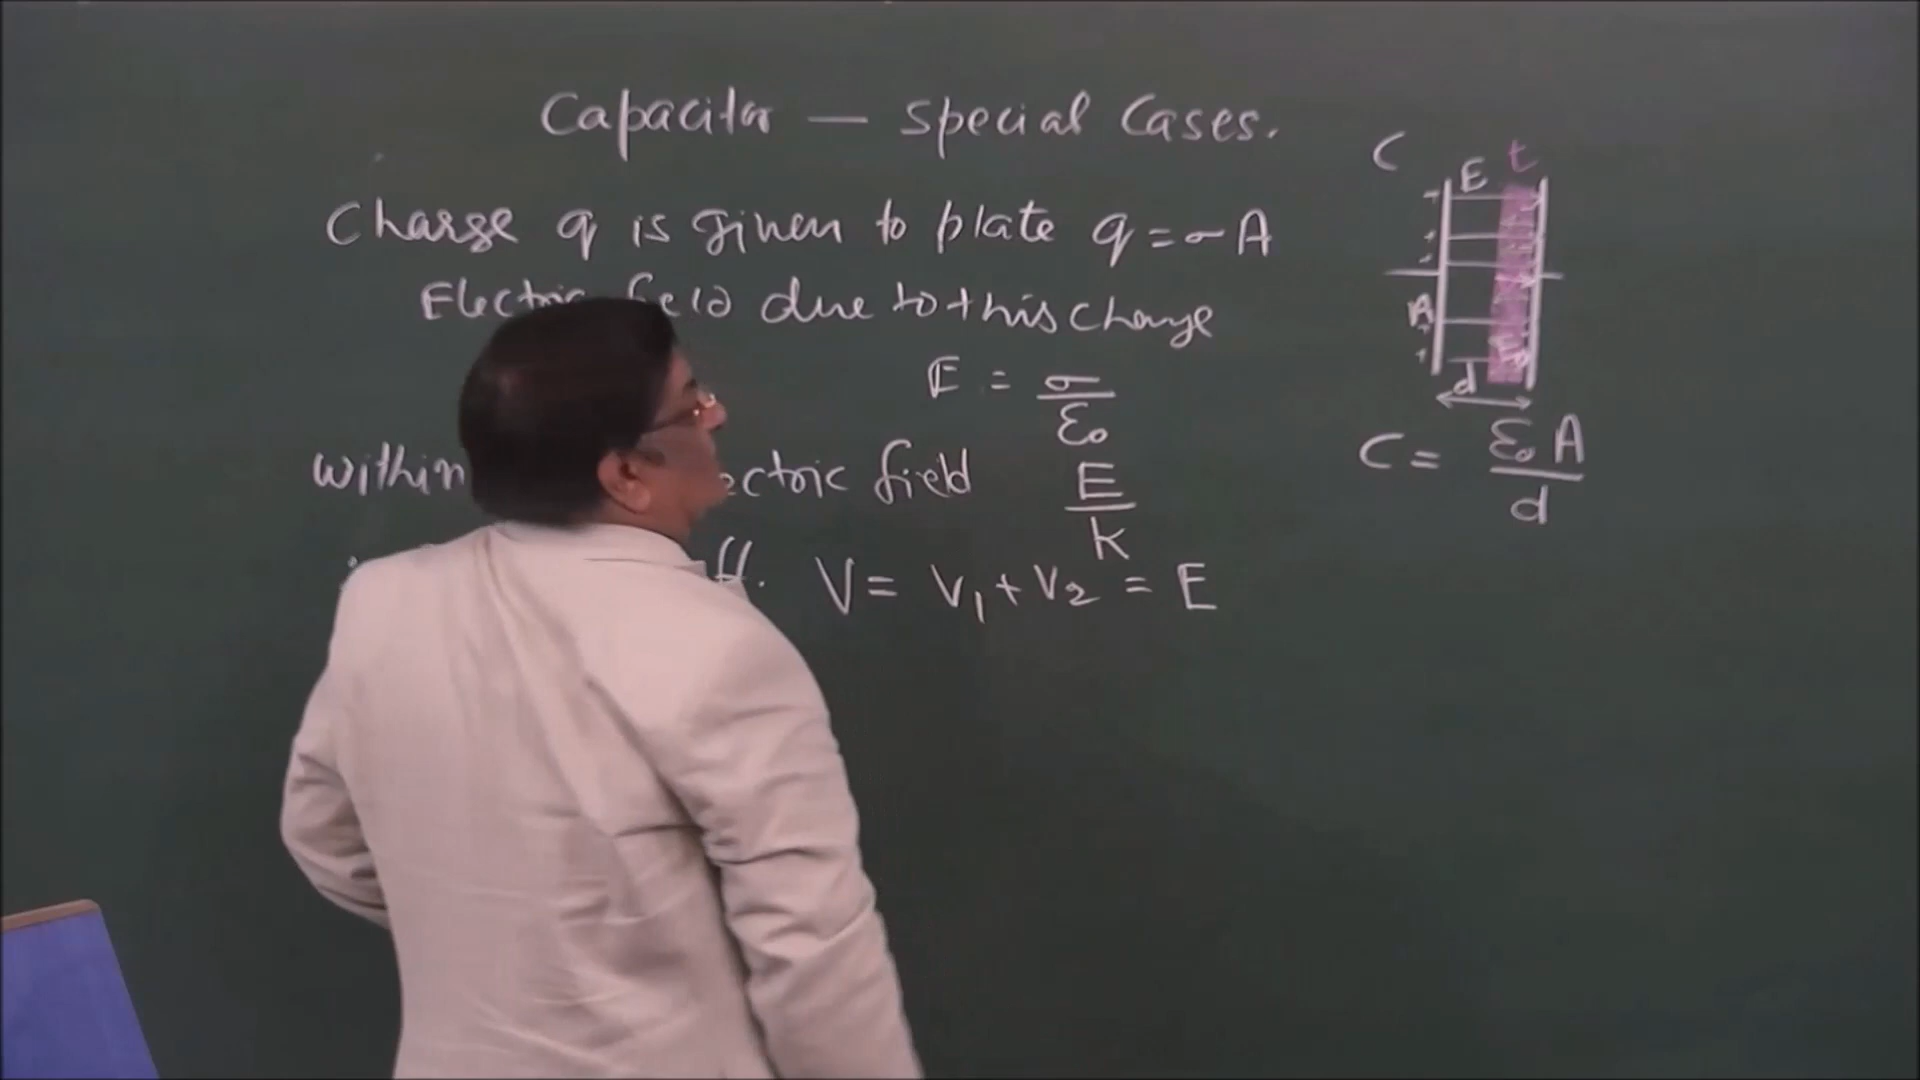 Capacitor — Special Cases.
Charge q is given to plate q = σA
field due to this charge
E = σ/ε₀
within field E/k
V = V₁ + V₂ = E
C
E t
A
d
C = ε₀A/d